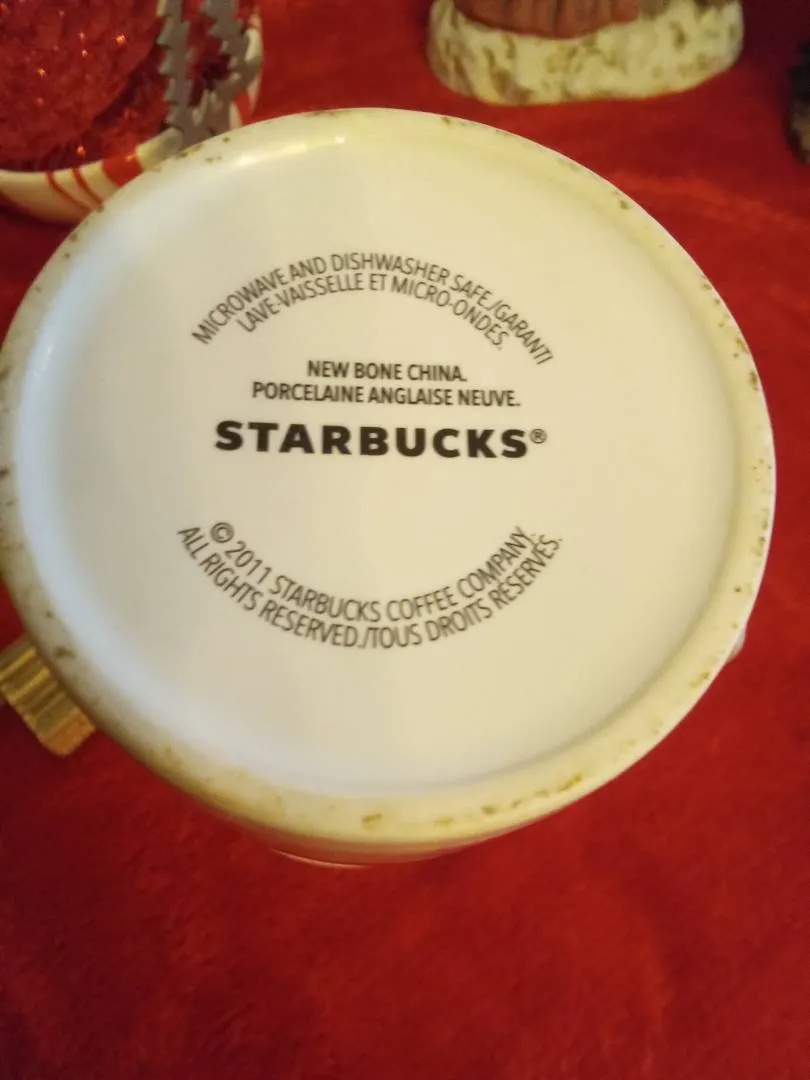 MICROWAVE AND DISHWASHER SAFE./GARANTI
LAVE-VAISSELLE ET MICRO-ONDES.
NEW BONE CHINA.
PORCELAINE ANGLAISE NEUVE.
STARBUCKS®
© 2011 STARBUCKS COFFEE COMPANY.
ALL RIGHTS RESERVED./TOUS DROITS RÉSERVÉS.